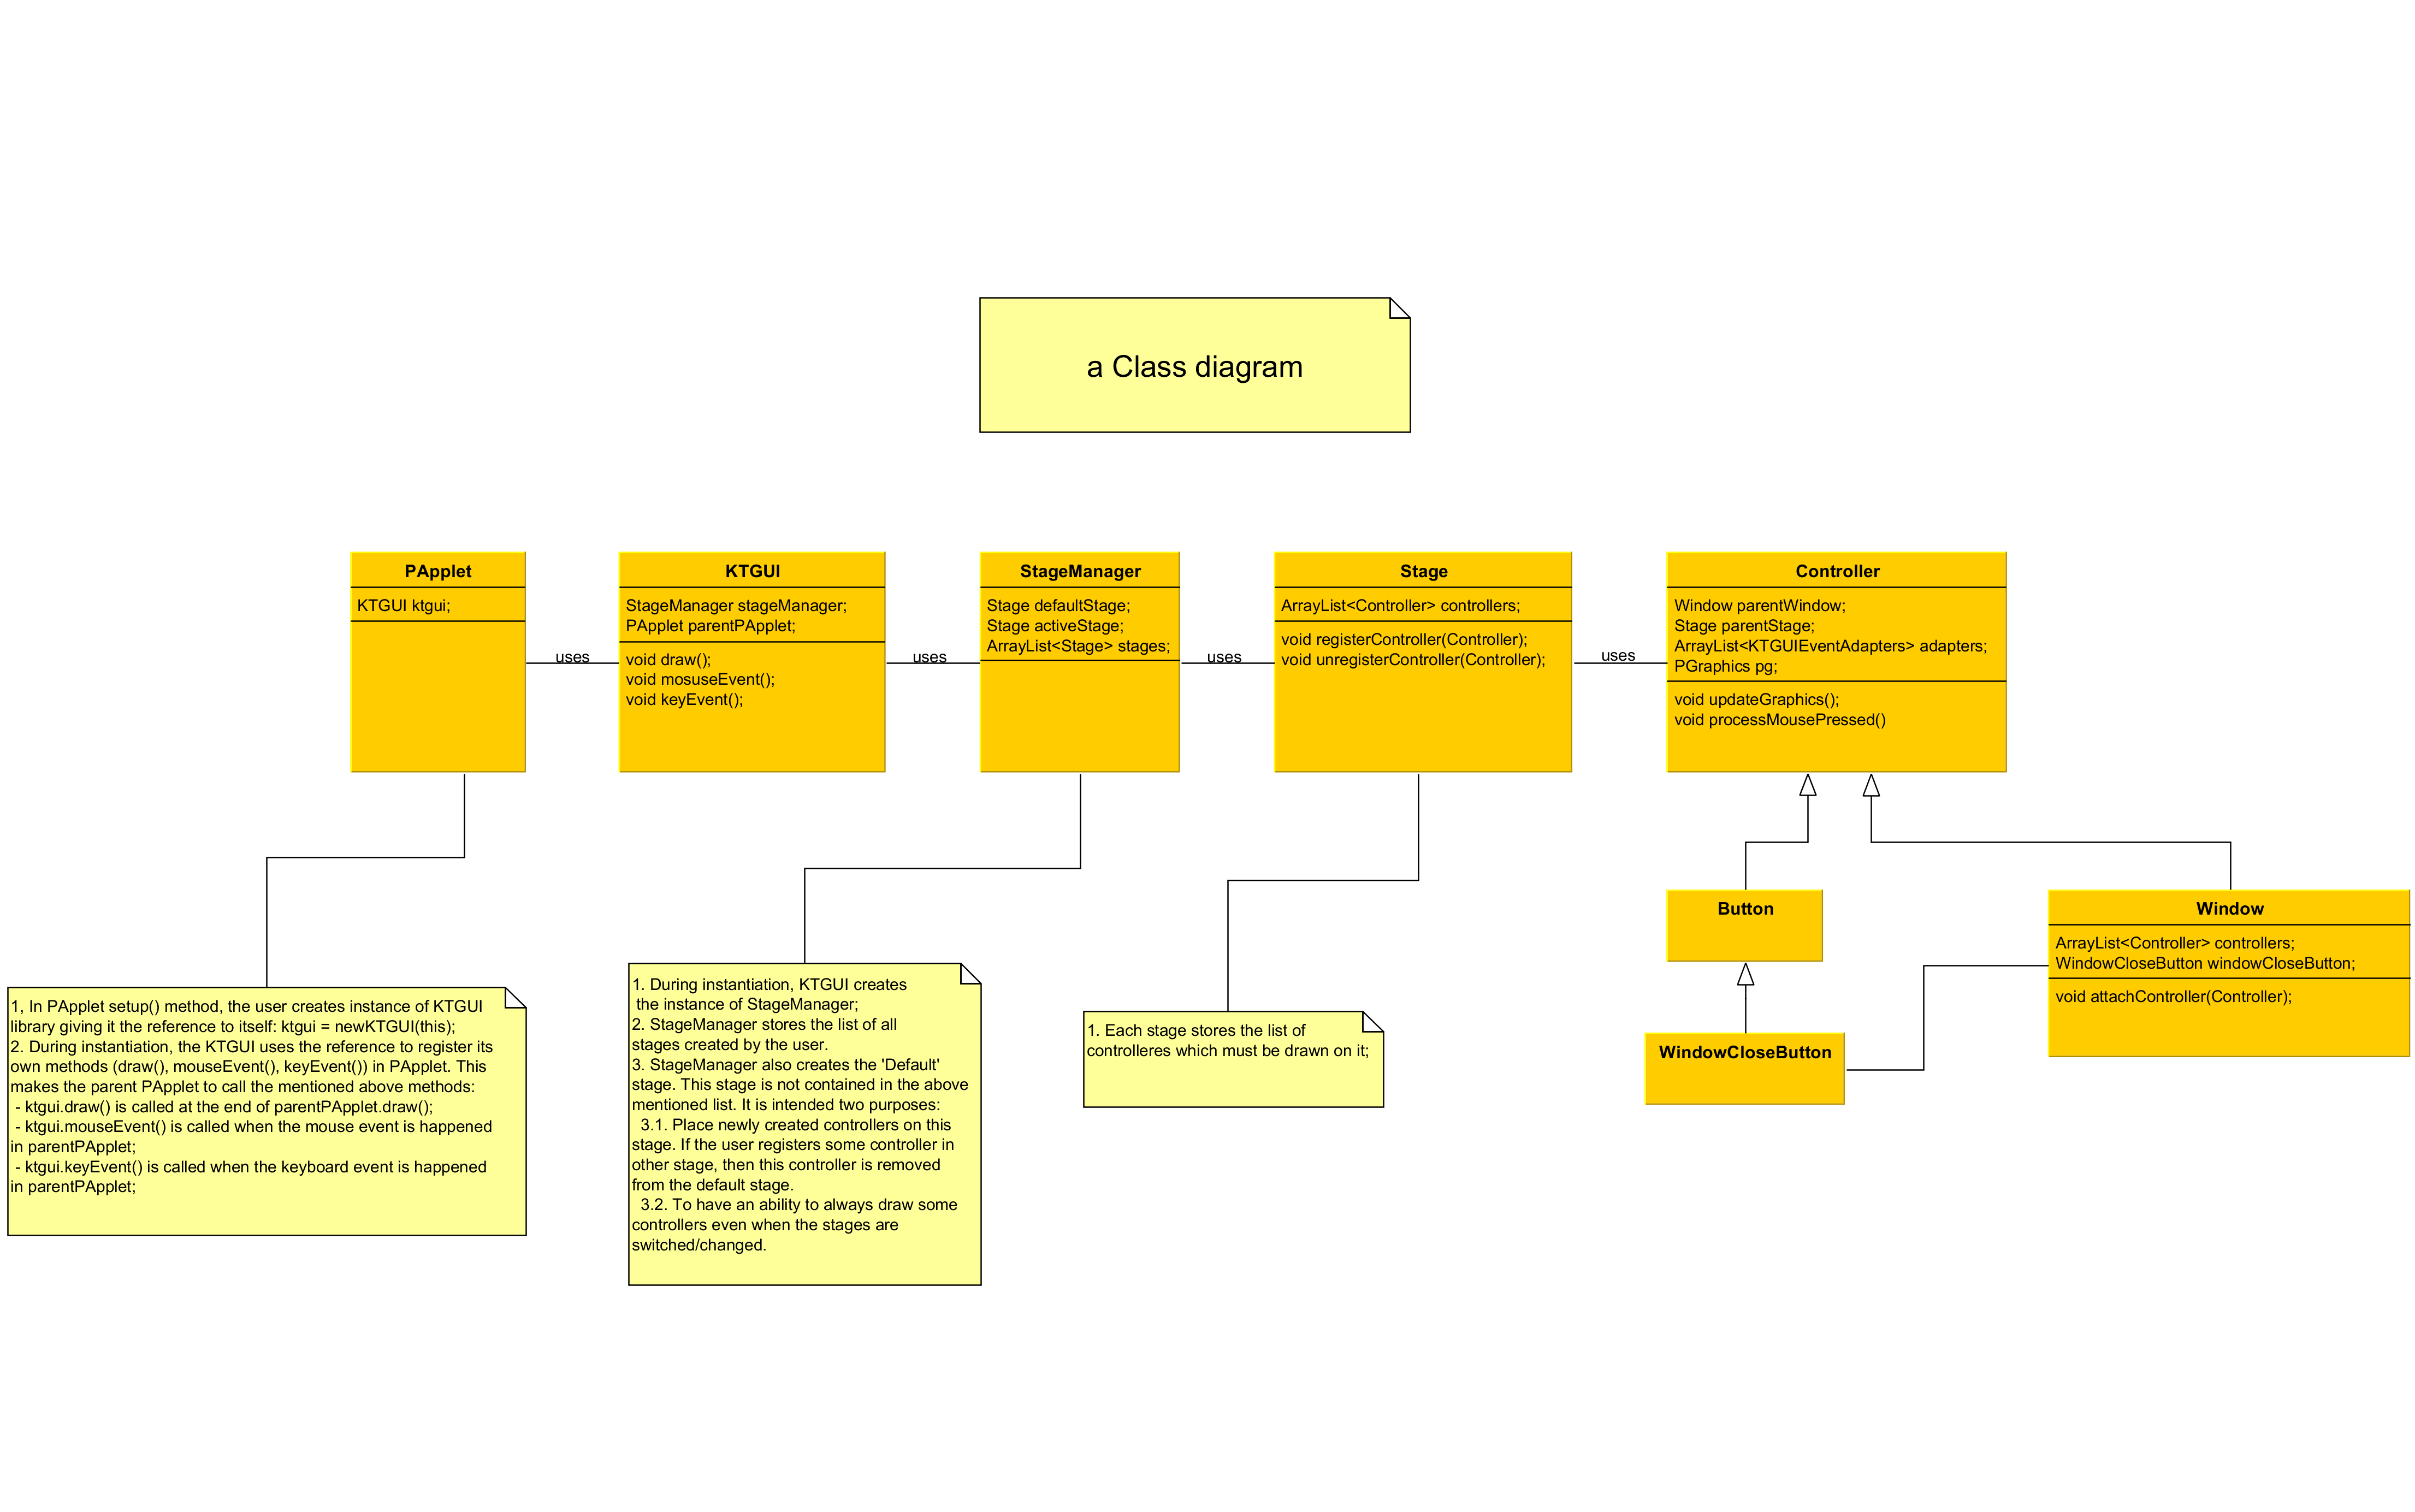 a Class diagram
PApplet
KTGUI ktgui;
uses
KTGUI
StageManager stageManager;
PApplet parentPApplet;
void draw();
void mosuseEvent();
void keyEvent();
uses
StageManager
Stage defaultStage;
Stage activeStage;
ArrayList<Stage> stages;
uses
Stage
ArrayList<Controller> controllers;
void registerController(Controller);
void unregisterController(Controller);
uses
Controller
Window parentWindow;
Stage parentStage;
ArrayList<KTGUIEventAdapters> adapters;
PGraphics pg;
void updateGraphics();
void processMousePressed()
Button
Window
ArrayList<Controller> controllers;
WindowCloseButton windowCloseButton;
void attachController(Controller);
WindowCloseButton
1, In PApplet setup() method, the user creates instance of KTGUI
library giving it the reference to itself: ktgui = newKTGUI(this);
2. During instantiation, the KTGUI uses the reference to register its
own methods (draw(), mouseEvent(), keyEvent()) in PApplet. This
makes the parent PApplet to call the mentioned above methods:
- ktgui.draw() is called at the end of parentPApplet.draw();
- ktgui.mouseEvent() is called when the mouse event is happened
in parentPApplet;
- ktgui.keyEvent() is called when the keyboard event is happened
in parentPApplet;
1. During instantiation, KTGUI creates
the instance of StageManager;
2. StageManager stores the list of all
stages created by the user.
3. StageManager also creates the 'Default'
stage. This stage is not contained in the above
mentioned list. It is intended two purposes:
3.1. Place newly created controllers on this
stage. If the user registers some controller in
other stage, then this controller is removed
from the default stage.
3.2. To have an ability to always draw some
controllers even when the stages are
switched/changed.
1. Each stage stores the list of
controlleres which must be drawn on it;